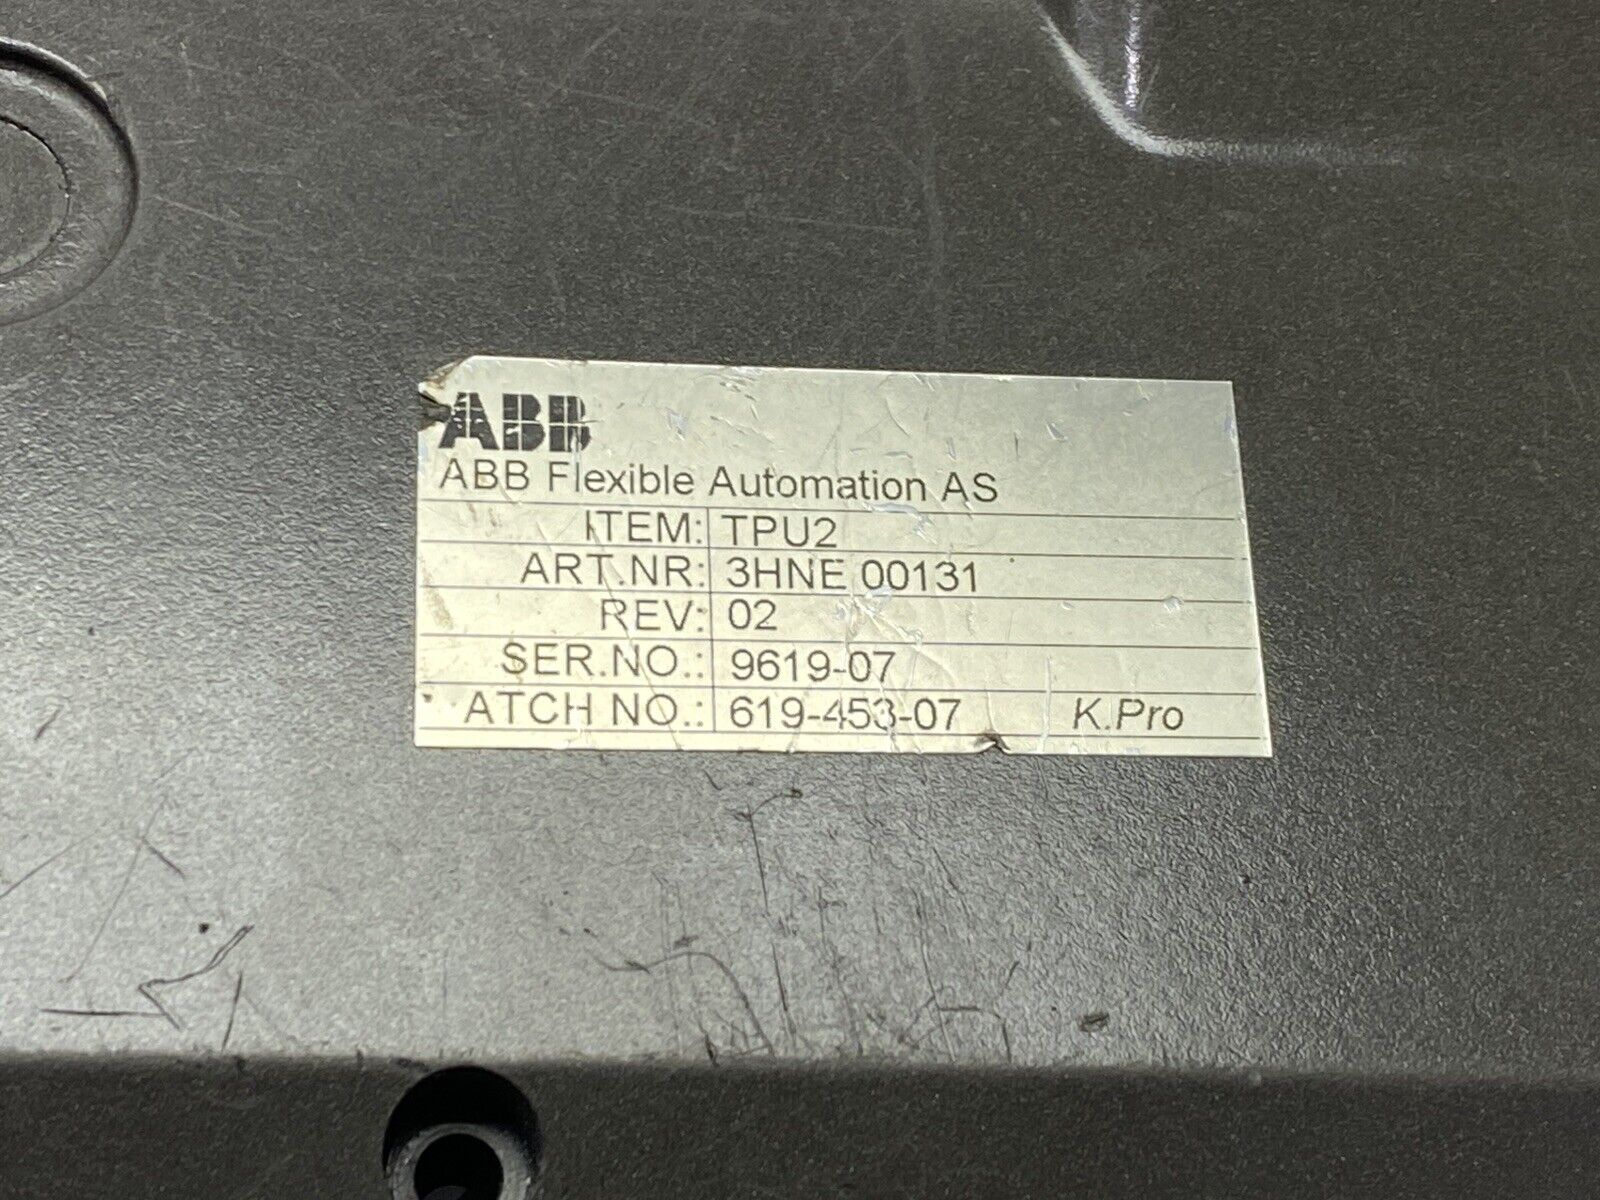 ABB
ABB Flexible Automation AS
ITEM: TPU2
ART.NR: 3HNE 00131
REV: 02
SER.NO.: 9619-07
ATCH NO.: 619-453-07 K.Pro